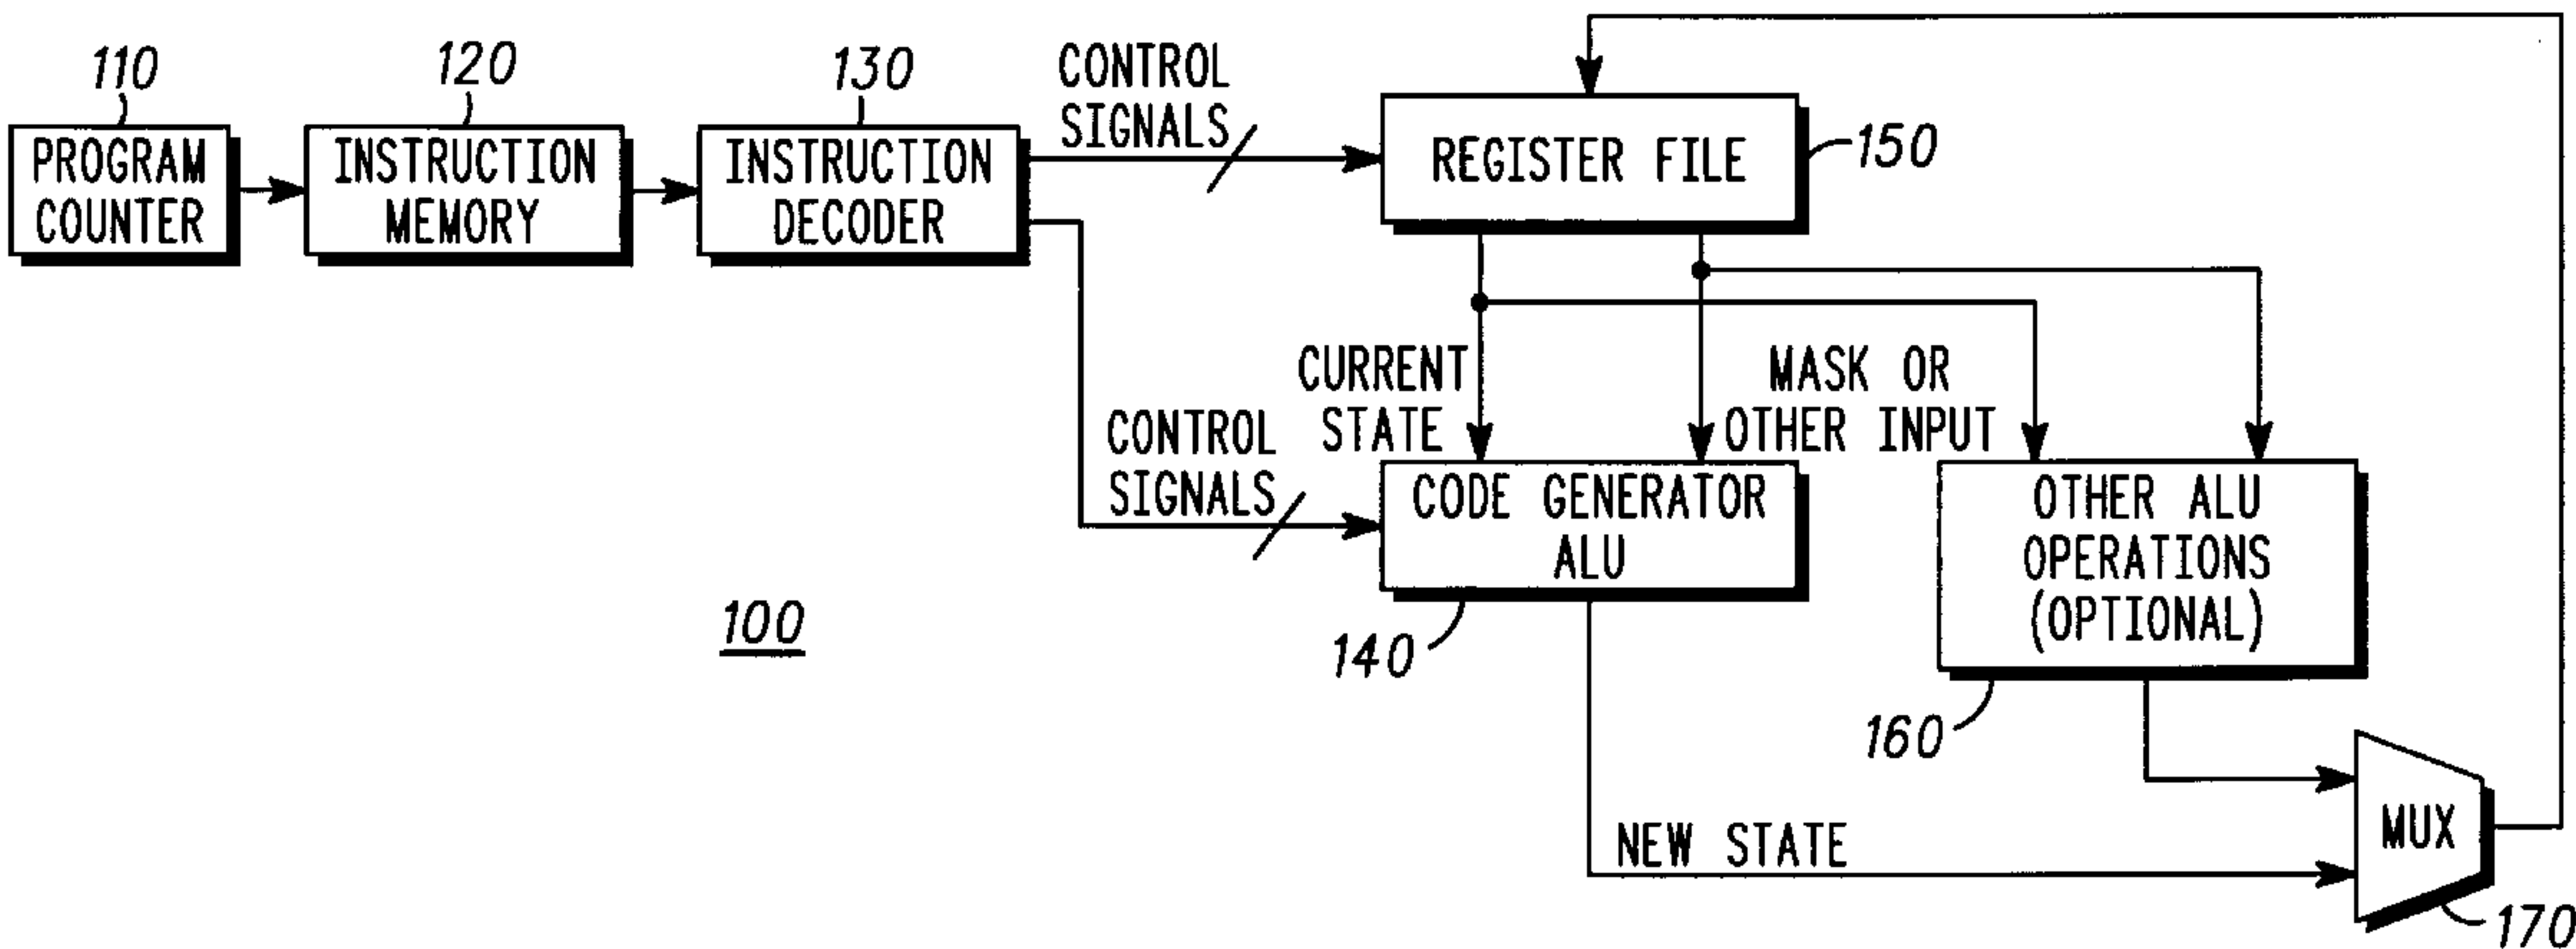 110
PROGRAM
COUNTER
120
INSTRUCTION
MEMORY
130
INSTRUCTION
DECODER
CONTROL
SIGNALS
REGISTER FILE
150
CURRENT
STATE
MASK OR
OTHER INPUT
CONTROL
SIGNALS
CODE GENERATOR
ALU
140
OTHER ALU
OPERATIONS
(OPTIONAL)
160
100
NEW STATE
MUX
170